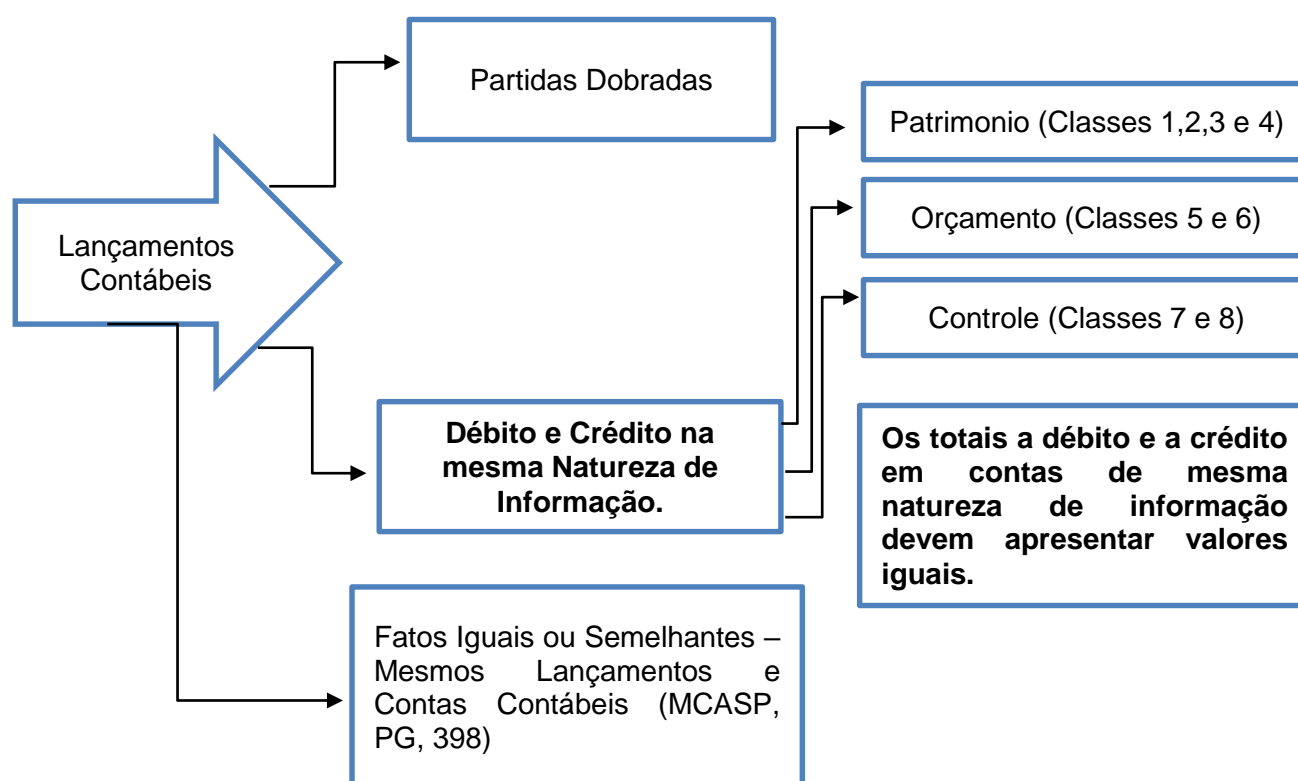 Partidas Dobradas
Patrimonio (Classes 1,2,3 e 4)
Orçamento (Classes 5 e 6)
Lançamentos
Contábeis
Controle (Classes 7 e 8)
Débito e Crédito na
mesma Natureza de
Informação.
Os totais a débito e a crédito
em contas de mesma
natureza de informação
devem apresentar valores
iguais.
Fatos Iguais ou Semelhantes –
Mesmos Lançamentos e
Contas Contábeis (MCASP,
PG, 398)